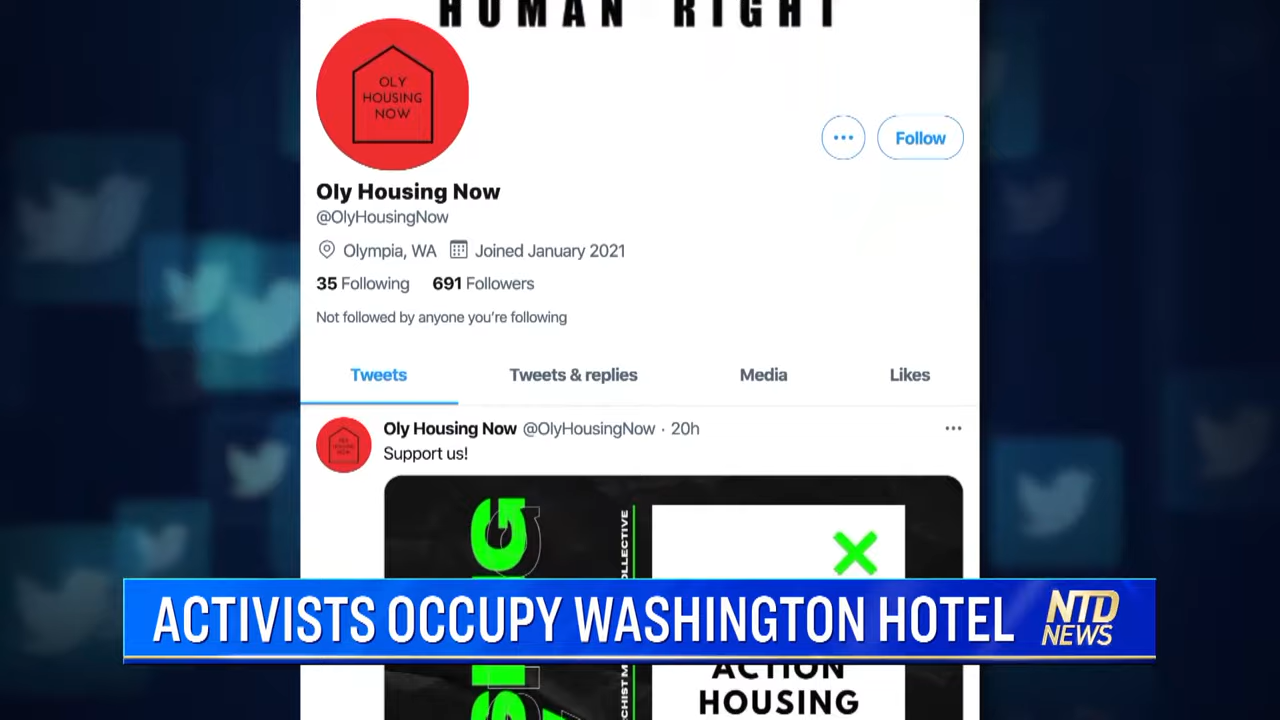 HUMAN RIGHT
OLY
HOUSING
NOW
Follow
Oly Housing Now
@OlyHousingNow
Olympia, WA Joined January 2021
35 Following 691 Followers
Not followed by anyone you're following
Tweets Tweets & replies Media Likes
Oly Housing Now @OlyHousingNow · 20h
Support us!
ACTIVISTS OCCUPY WASHINGTON HOTEL
NTD
NEWS
ACTION
HOUSING